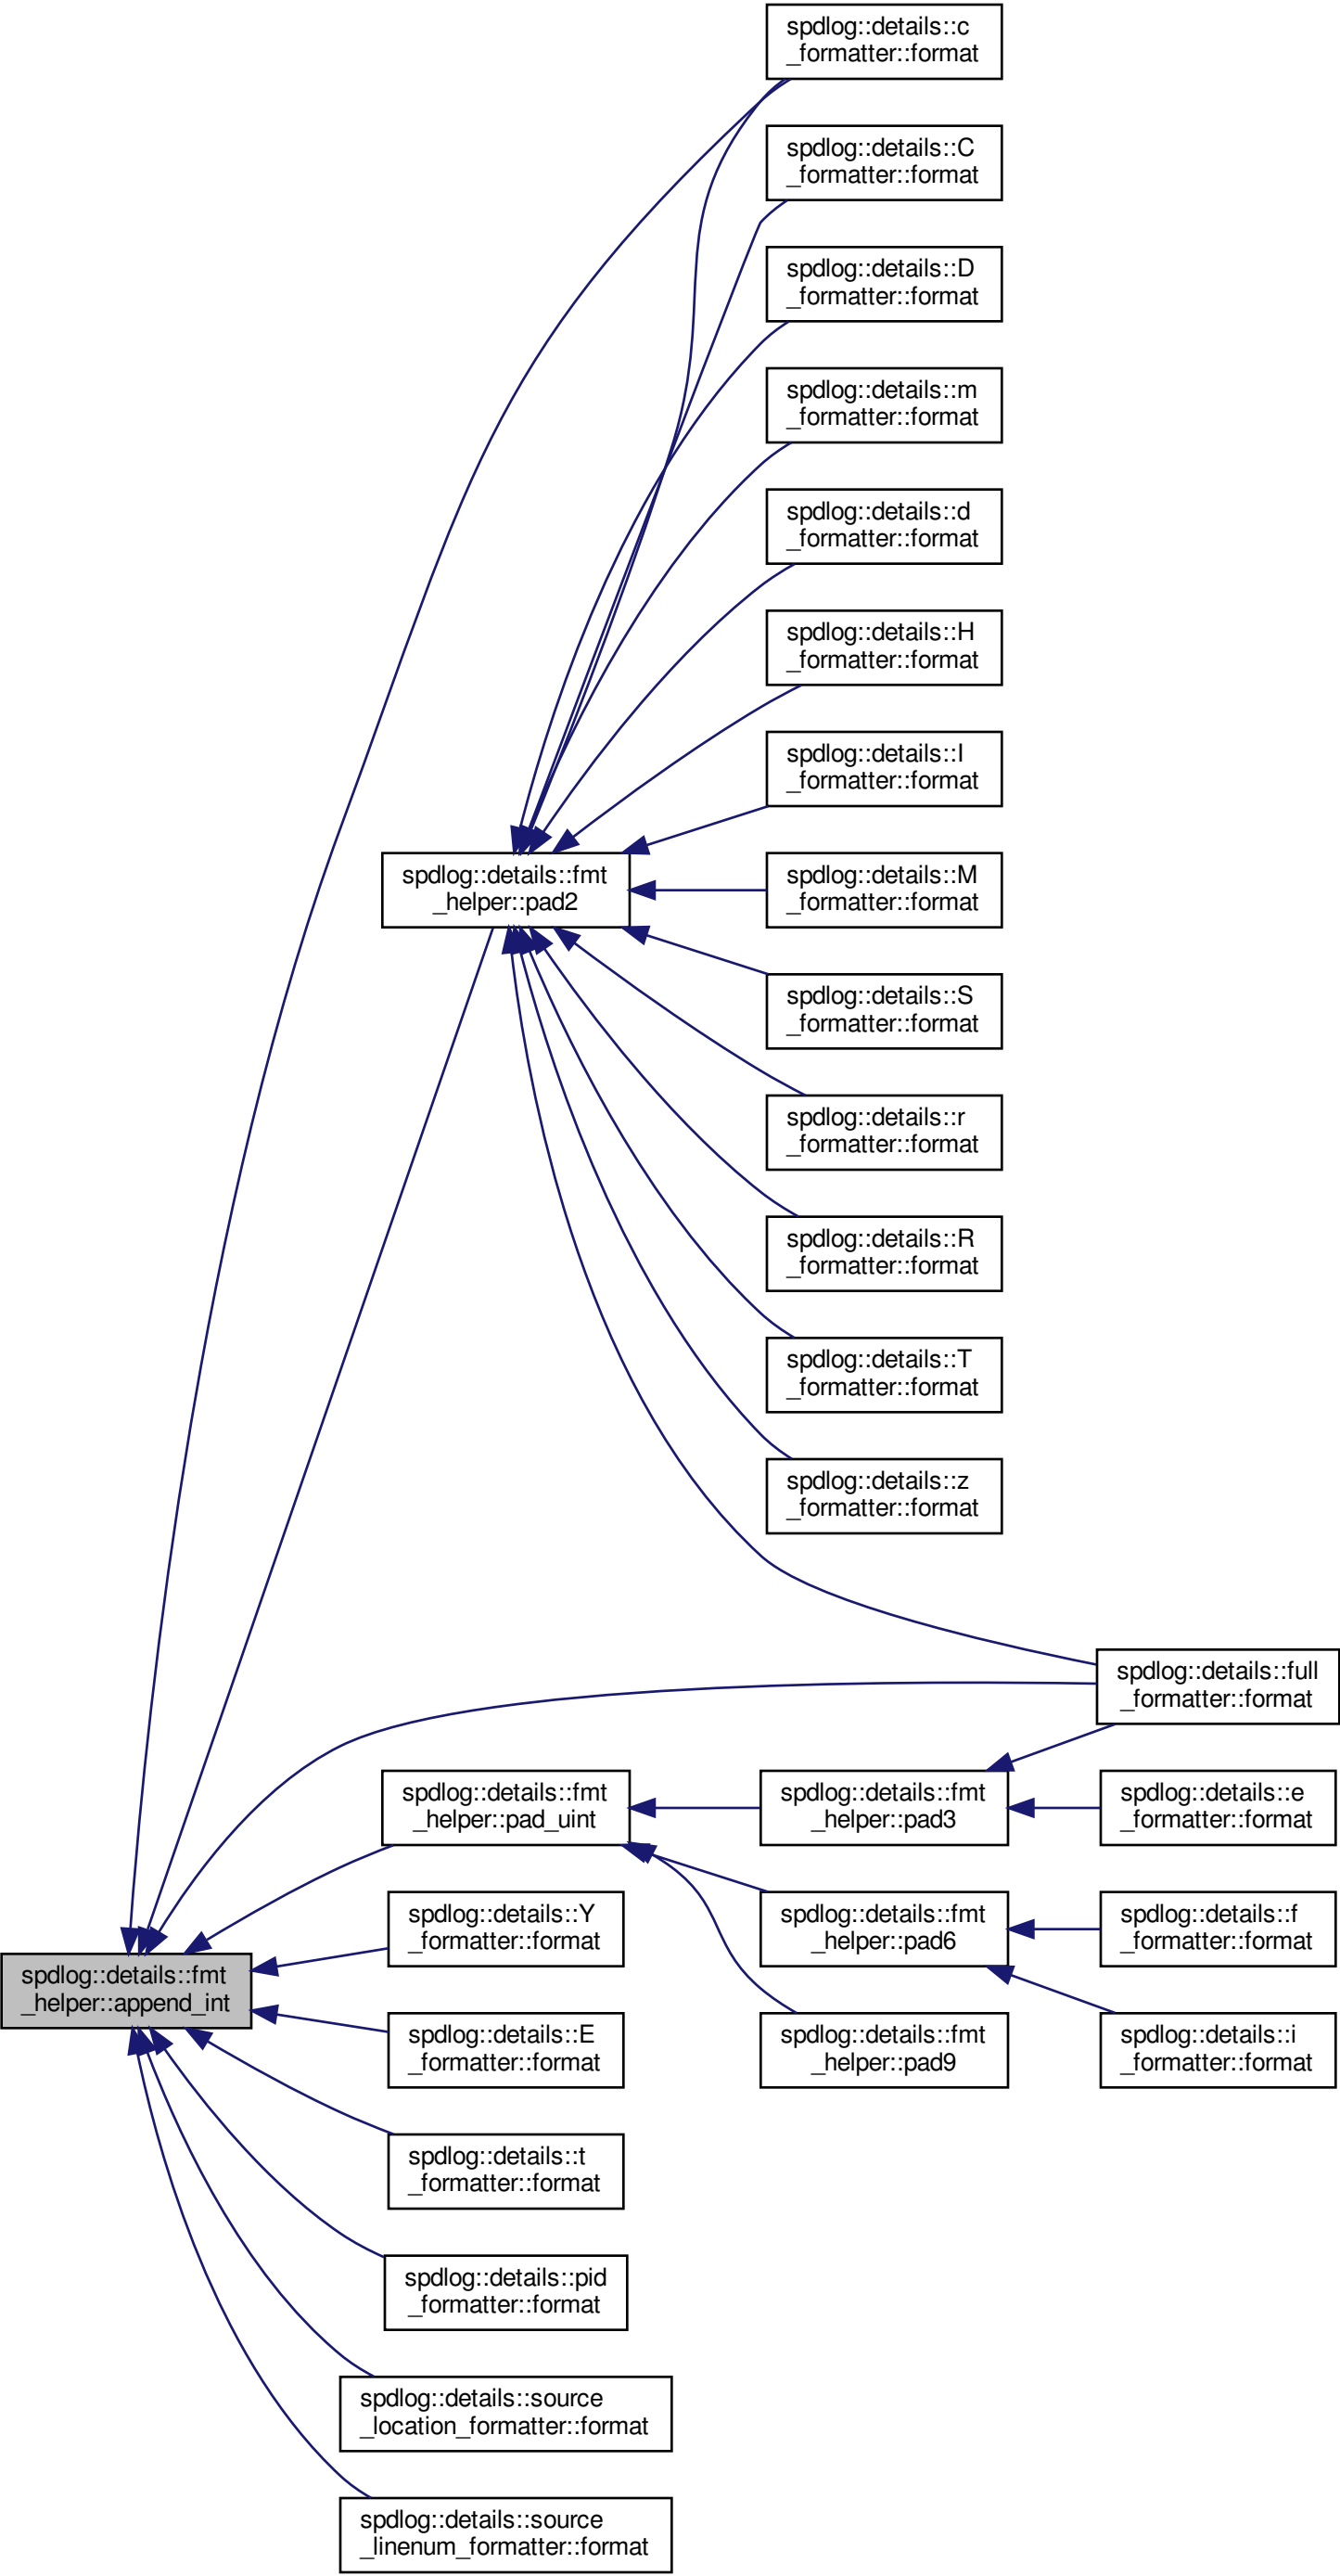 spdlog::details::c
_formatter::format
spdlog::details::C
_formatter::format
spdlog::details::D
_formatter::format
spdlog::details::m
_formatter::format
spdlog::details::d
_formatter::format
spdlog::details::H
_formatter::format
spdlog::details::I
_formatter::format
spdlog::details::fmt
_helper::pad2
spdlog::details::M
_formatter::format
spdlog::details::S
_formatter::format
spdlog::details::r
_formatter::format
spdlog::details::R
_formatter::format
spdlog::details::T
_formatter::format
spdlog::details::z
_formatter::format
spdlog::details::full
_formatter::format
spdlog::details::fmt
_helper::pad_uint
spdlog::details::fmt
_helper::pad3
spdlog::details::e
_formatter::format
spdlog::details::Y
_formatter::format
spdlog::details::fmt
_helper::pad6
spdlog::details::f
_formatter::format
spdlog::details::fmt
_helper::append_int
spdlog::details::E
_formatter::format
spdlog::details::fmt
_helper::pad9
spdlog::details::i
_formatter::format
spdlog::details::t
_formatter::format
spdlog::details::pid
_formatter::format
spdlog::details::source
_location_formatter::format
spdlog::details::source
_linenum_formatter::format